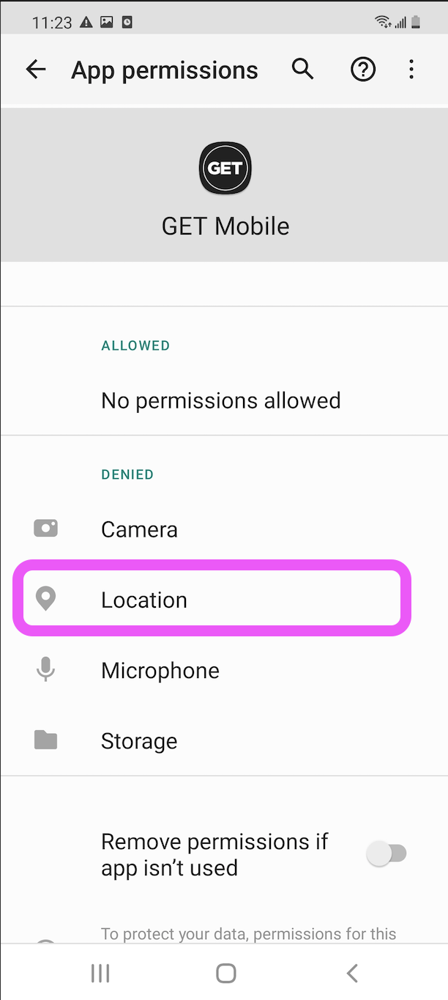 11:23
App permissions
GET
GET Mobile
ALLOWED
No permissions allowed
DENIED
Camera
Location
Microphone
Storage
Remove permissions if
app isn’t used
To protect your data, permissions for this